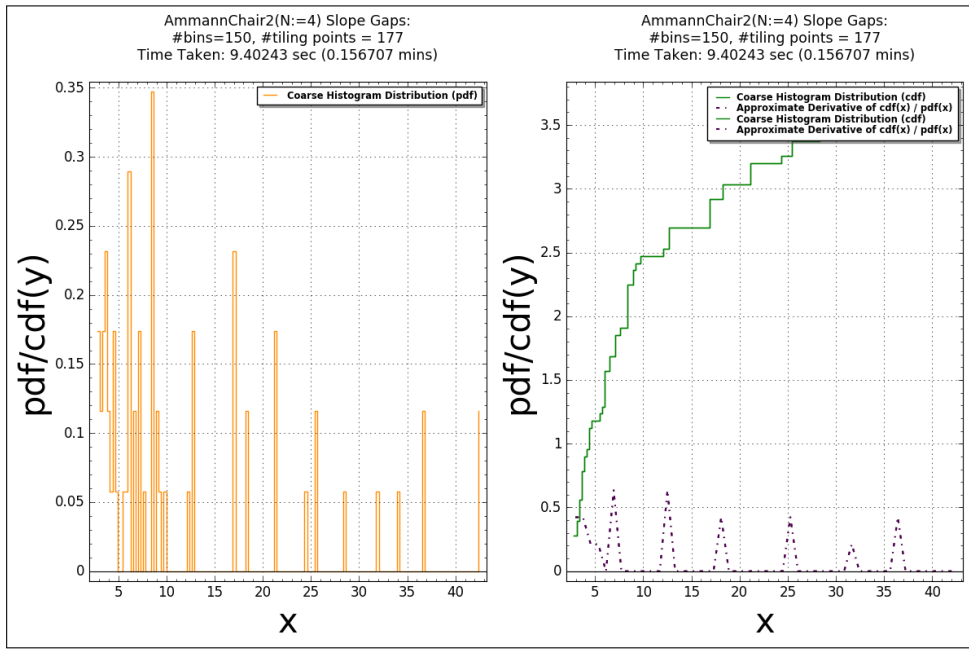 AmmannChair2(N:=4) Slope Gaps:
#bins=150, #tiling points = 177
Time Taken: 9.40243 sec (0.156707 mins)
Coarse Histogram Distribution (pdf)
0.35
0.3
0.25
0.2
0.15
0.1
0.05
0
pdf/cdf(y)
5 10 15 20 25 30 35 40
x
AmmannChair2(N:=4) Slope Gaps:
#bins=150, #tiling points = 177
Time Taken: 9.40243 sec (0.156707 mins)
Coarse Histogram Distribution (cdf)
Approximate Derivative of cdf(x) / pdf(x)
Coarse Histogram Distribution (cdf)
Approximate Derivative of cdf(x) / pdf(x)
3.5
3
2.5
2
1.5
1
0.5
0
pdf/cdf(y)
5 10 15 20 25 30 35 40
x